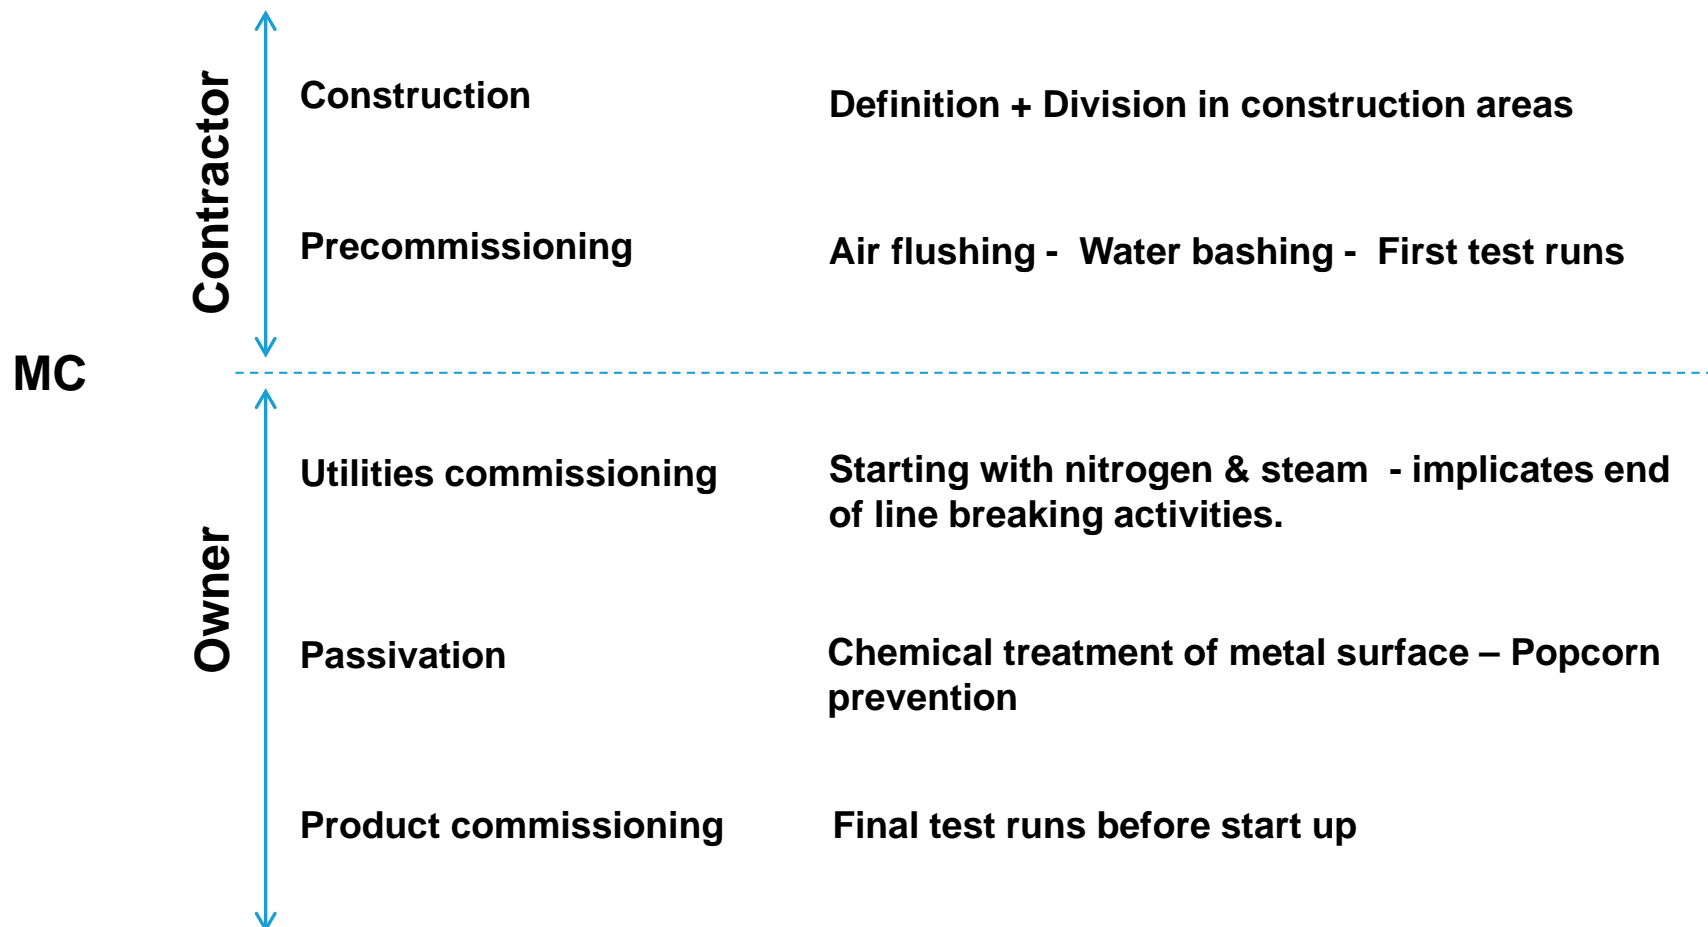 Contractor
Construction
Definition + Division in construction areas
Precommissioning
Air flushing - Water bashing - First test runs
MC
Owner
Utilities commissioning
Starting with nitrogen & steam - implicates end
of line breaking activities.
Passivation
Chemical treatment of metal surface – Popcorn
prevention
Product commissioning
Final test runs before start up